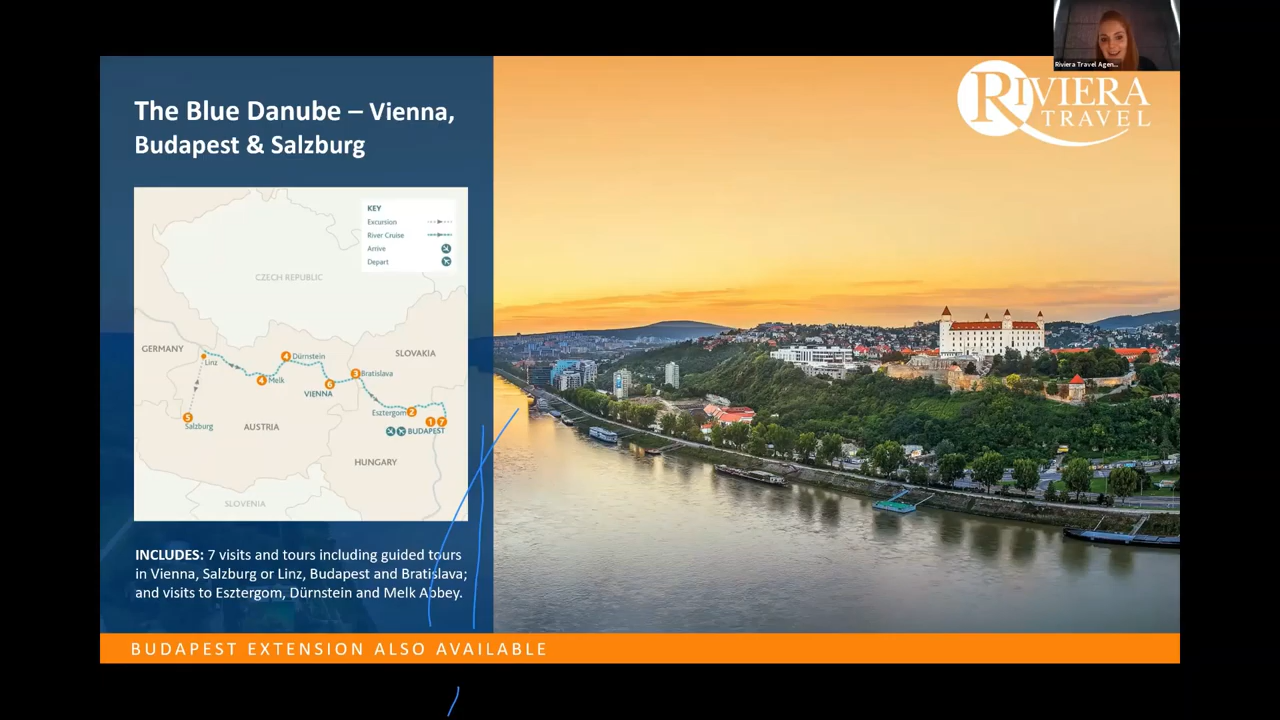 Riviera Travel Agen...
RIVIERA
TRAVEL
The Blue Danube – Vienna,
Budapest & Salzburg
KEY
Excursion
River Cruise
Arrive
Depart
CZECH REPUBLIC
GERMANY
SLOVAKIA
Linz
4 Dürnstein
4 Melk
3 Bratislava
6
VIENNA
Esztergom 2
5
Salzburg
1 7
BUDAPEST
AUSTRIA
HUNGARY
SLOVENIA
INCLUDES: 7 visits and tours including guided tours
in Vienna, Salzburg or Linz, Budapest and Bratislava;
and visits to Esztergom, Dürnstein and Melk Abbey.
BUDAPEST EXTENSION ALSO AVAILABLE